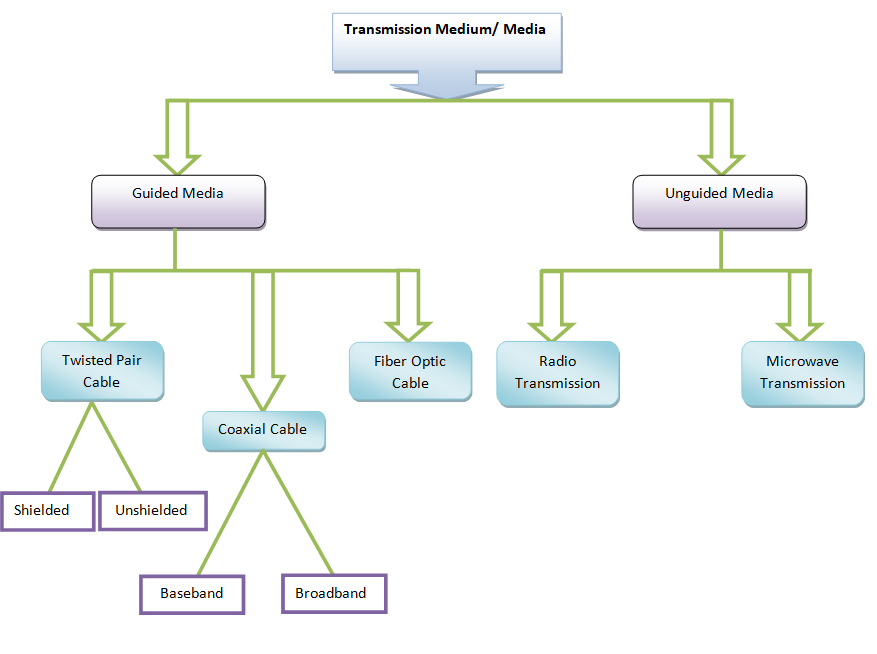 Transmission Medium/ Media
Guided Media
Unguided Media
Twisted Pair
Cable
Fiber Optic
Cable
Radio
Transmission
Microwave
Transmission
Coaxial Cable
Shielded
Unshielded
Baseband
Broadband